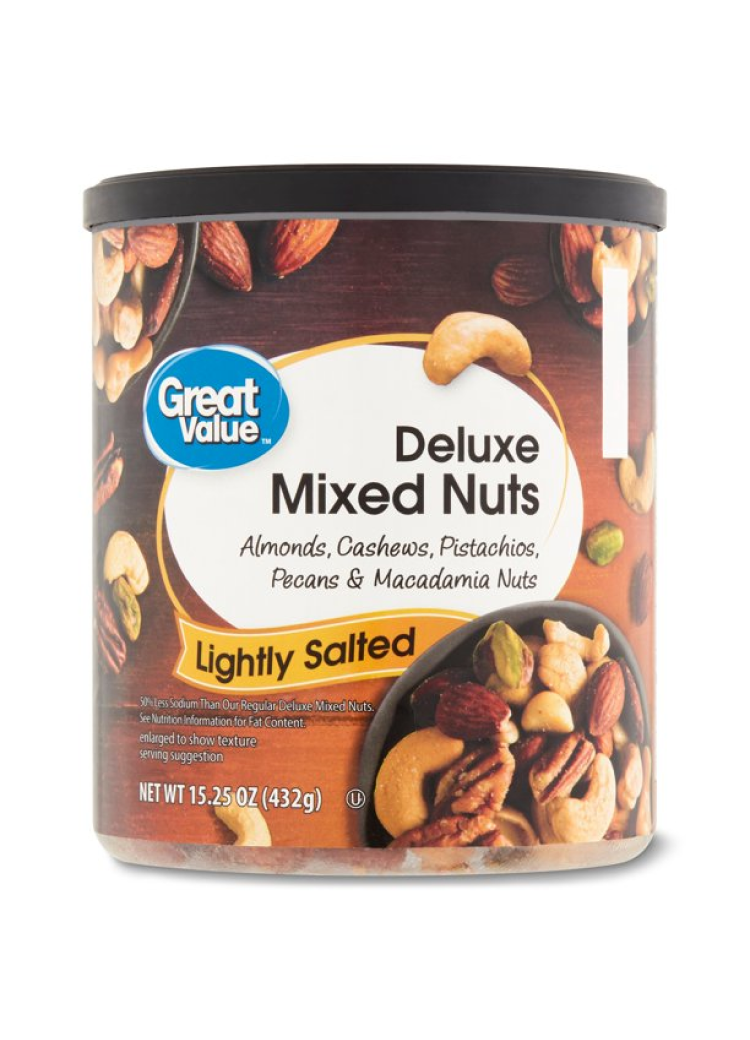 Great
Value™
Deluxe
Mixed Nuts
Almonds, Cashews, Pistachios,
Pecans & Macadamia Nuts
Lightly Salted
50% Less Sodium Than Our Regular Deluxe Mixed Nuts.
See Nutrition Information for Fat Content.
enlarged to show texture
serving suggestion
NET WT 15.25 OZ (432g) U